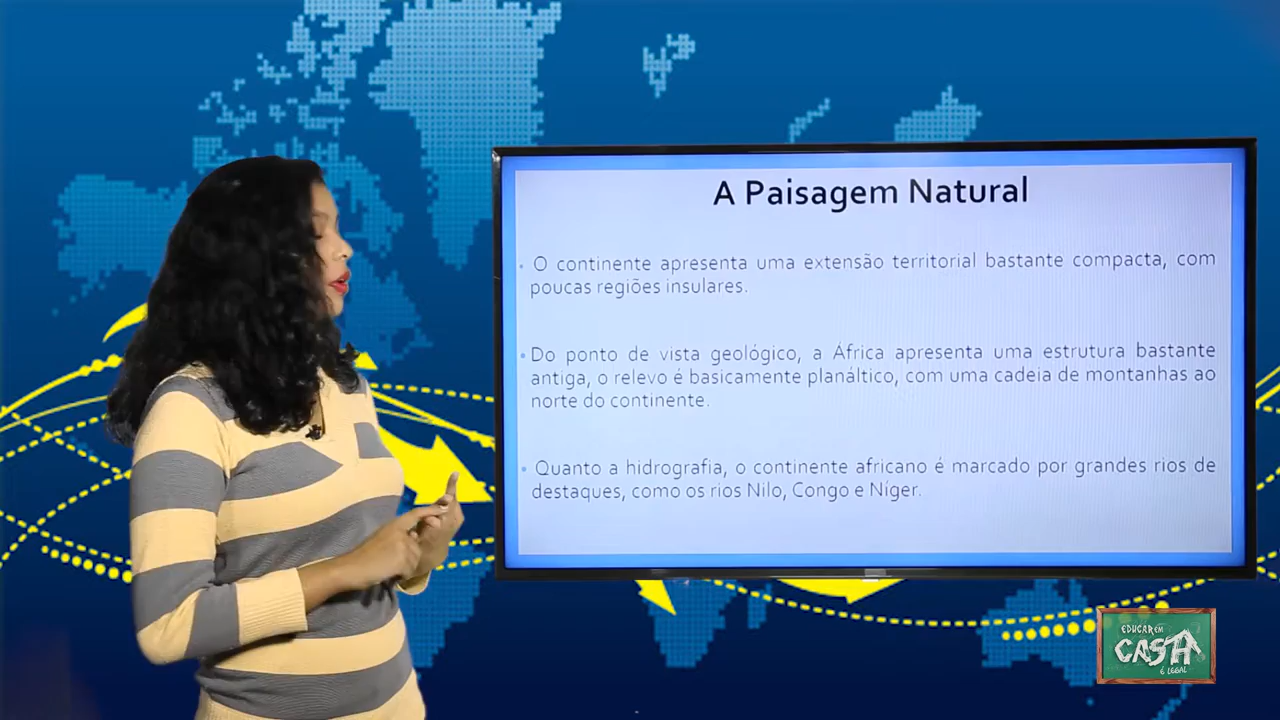 A Paisagem Natural
• O continente apresenta uma extensão territorial bastante compacta, com
poucas regiões insulares.
• Do ponto de vista geológico, a África apresenta uma estrutura bastante
antiga, o relevo é basicamente planáltico, com uma cadeia de montanhas ao
norte do continente.
• Quanto a hidrografia, o continente africano é marcado por grandes rios de
destaques, como os rios Nilo, Congo e Níger.
EDUCAR EM
CASA
É LEGAL